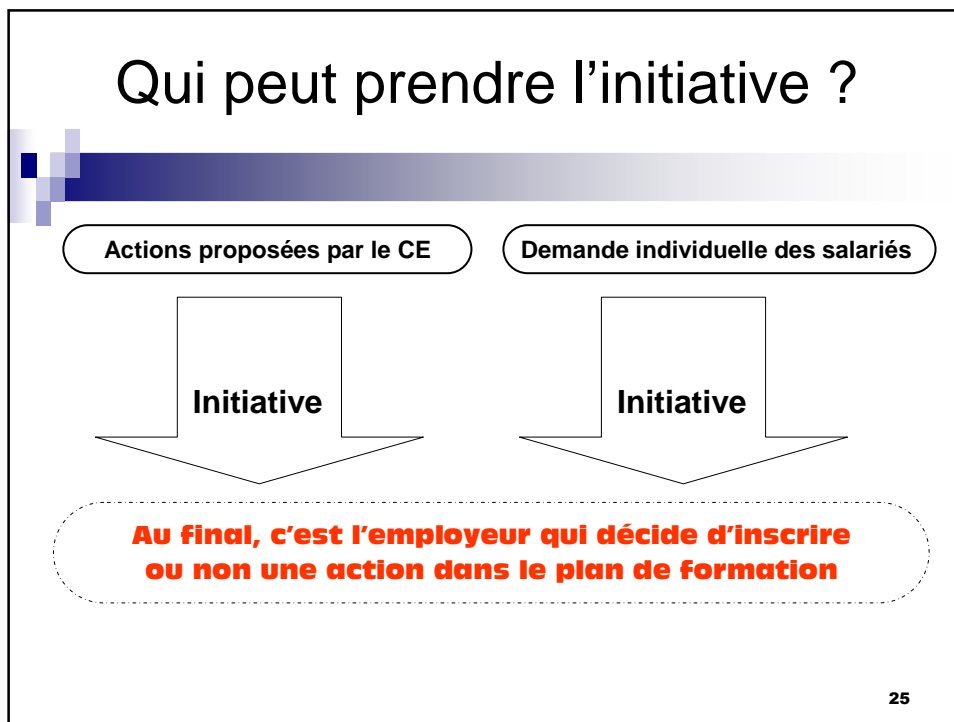 Qui peut prendre l’initiative ?
Actions proposées par le CE
Demande individuelle des salariés
Initiative
Initiative
Au final, c’est l’employeur qui décide d’inscrire
ou non une action dans le plan de formation
25